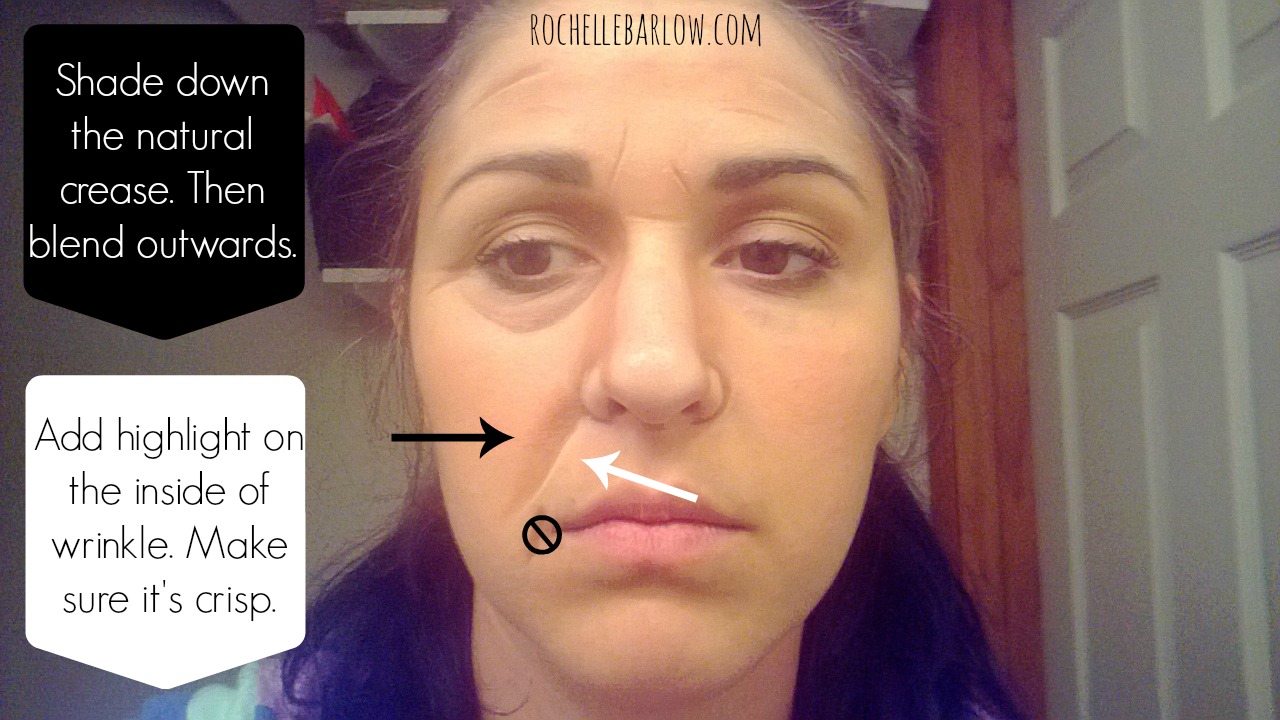 ROCHELLEBARLOW.COM
Shade down
the natural
crease. Then
blend outwards.
Add highlight on
the inside of
wrinkle. Make
sure it's crisp.